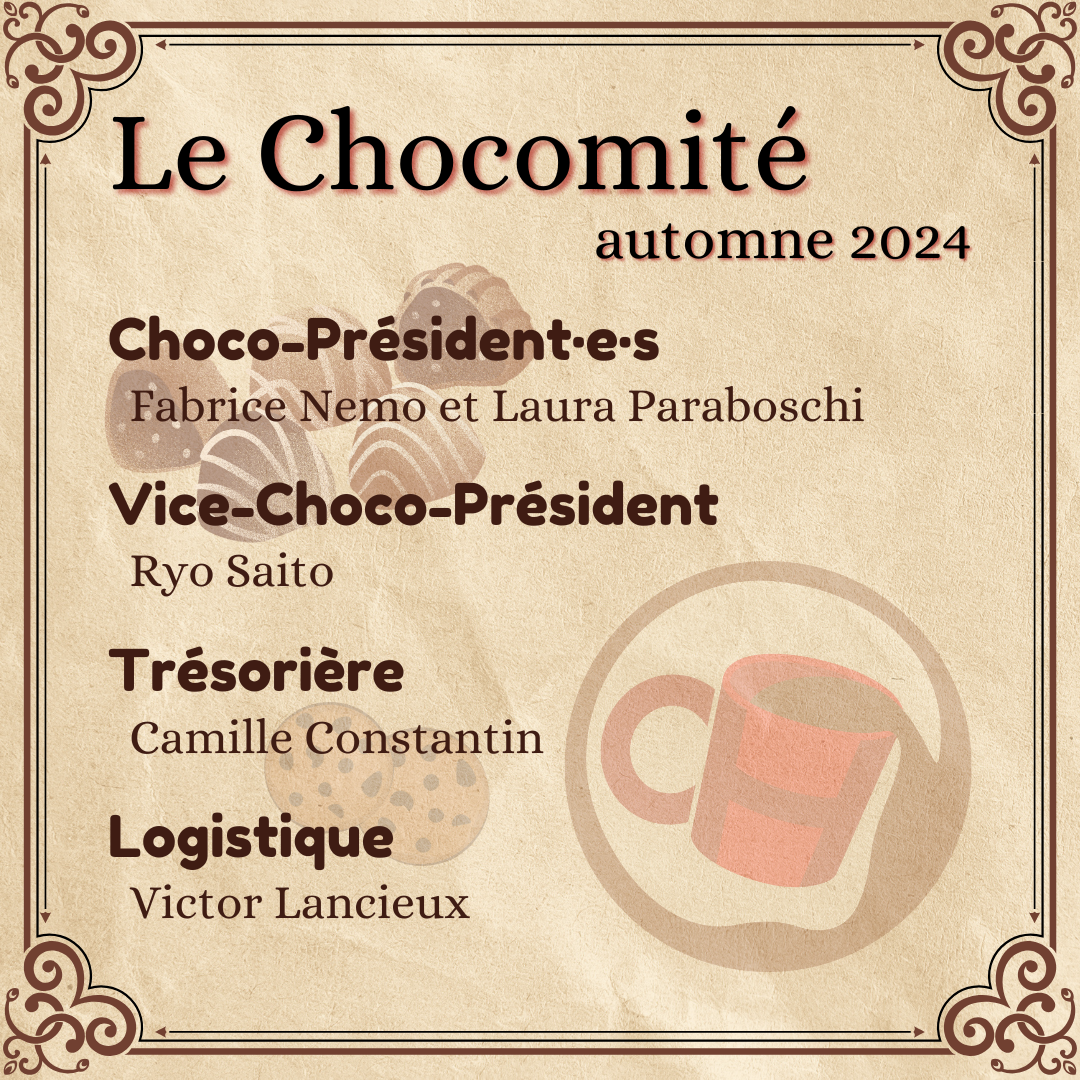 Le Chocomité
automne 2024
Choco-Président·e·s
Fabrice Nemo et Laura Paraboschi
Vice-Choco-Président
Ryo Saito
Trésorière
Camille Constantin
Logistique
Victor Lancieux